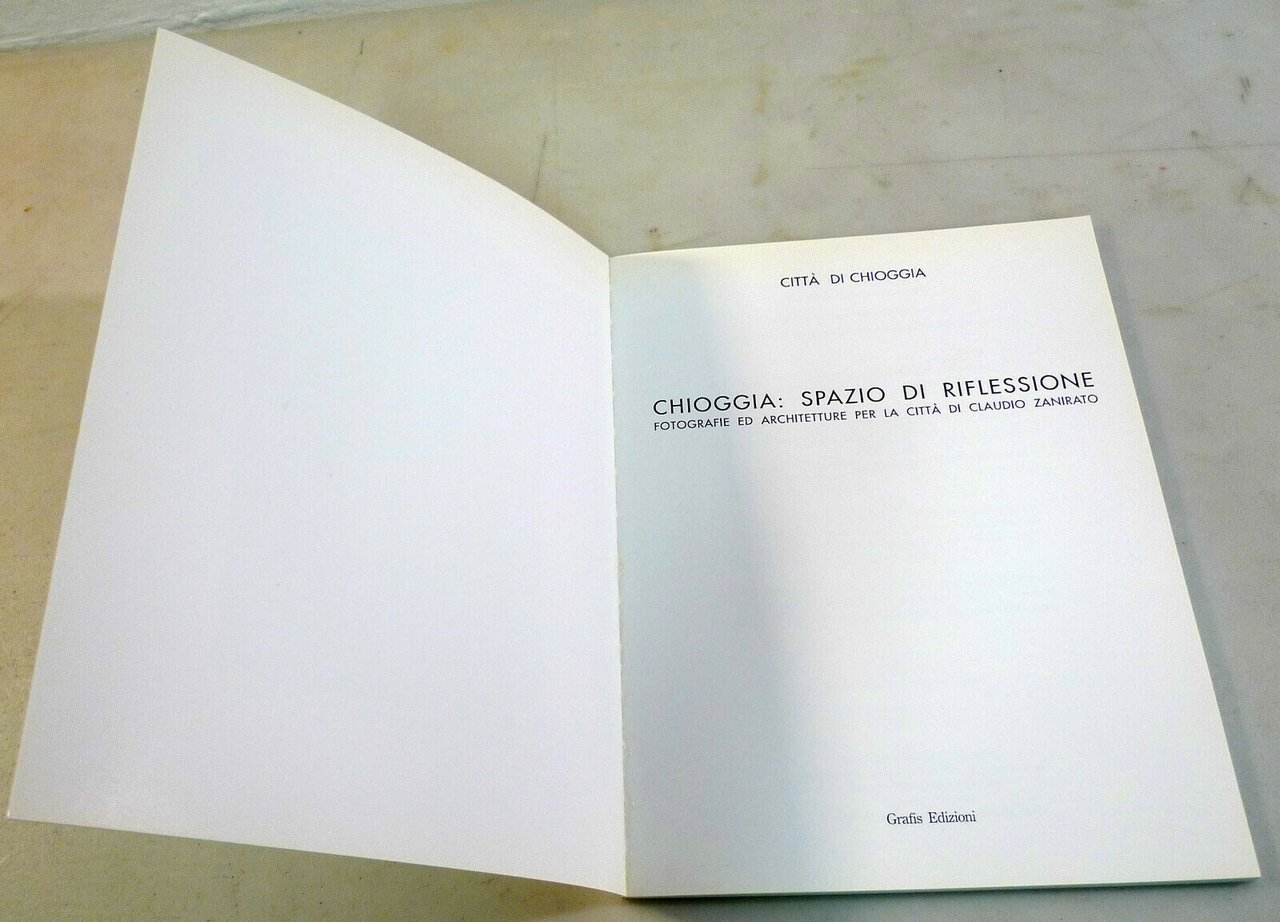 CITTÀ DI CHIOGGIA
CHIOGGIA: SPAZIO DI RIFLESSIONE
FOTOGRAFIE ED ARCHITETTURE PER LA CITTÀ DI CLAUDIO ZANIRATO
Grafis Edizioni